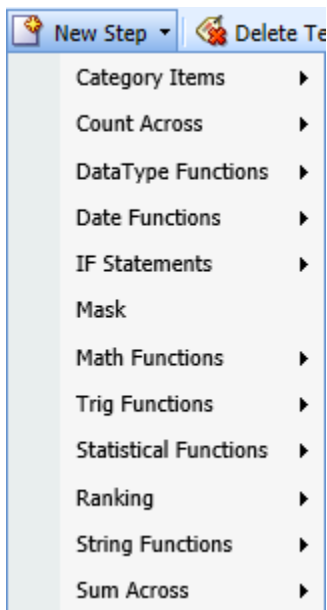 New Step Delete Te
Category Items
Count Across
DataType Functions
Date Functions
IF Statements
Mask
Math Functions
Trig Functions
Statistical Functions
Ranking
String Functions
Sum Across